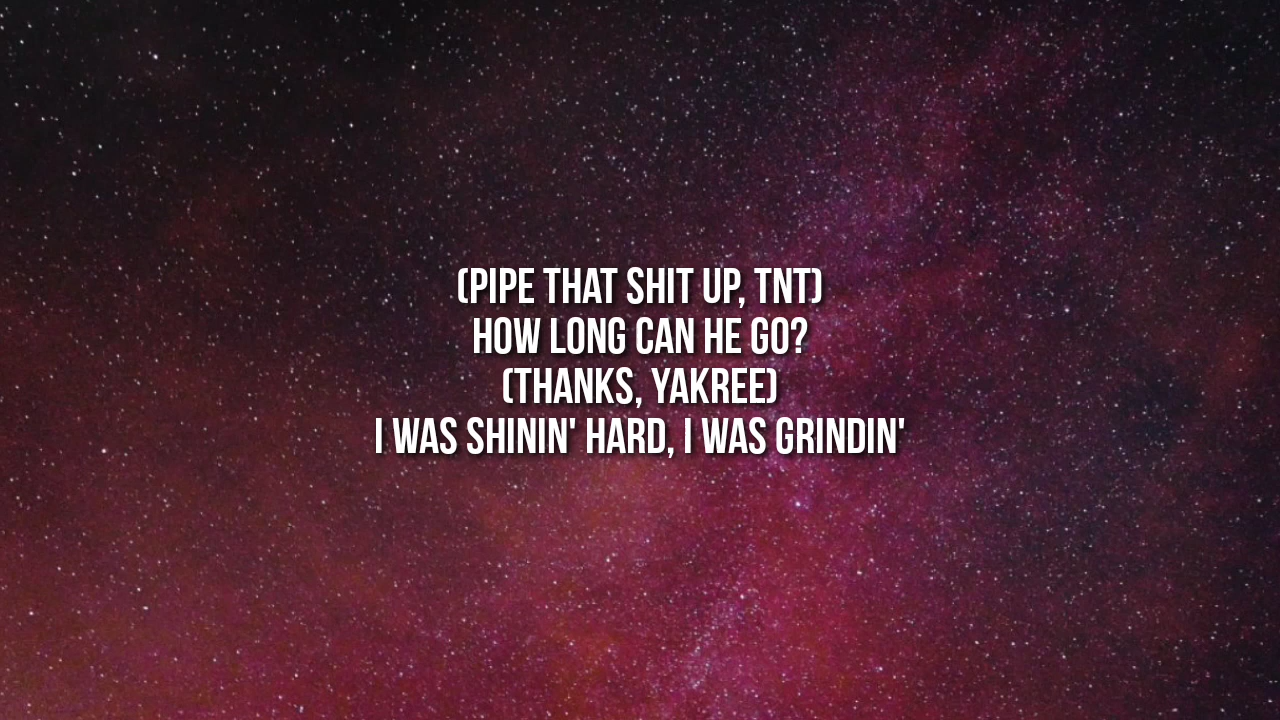 (PIPE THAT SHIT UP, TNT)
HOW LONG CAN HE GO?
(THANKS, YAKREE)
I WAS SHININ' HARD, I WAS GRINDIN'